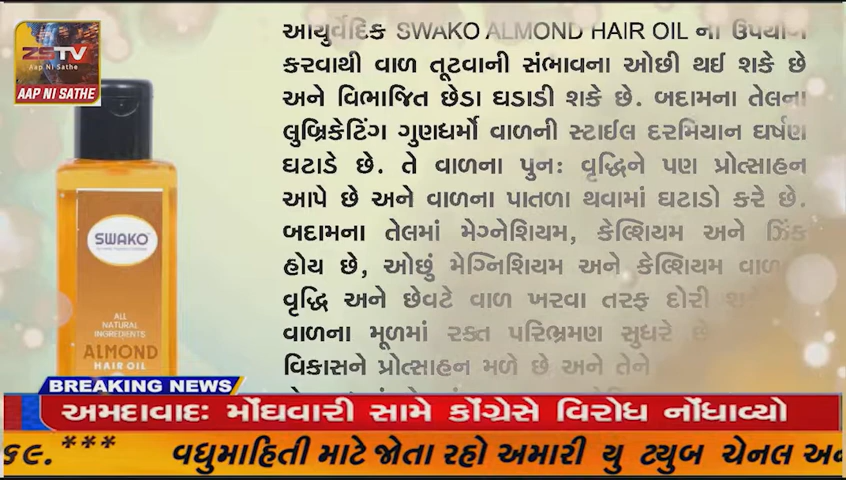 ZSTV
Aap Ni Sathe
AAP NI SATHE
આયુર્વેદિક SWAKO ALMOND HAIR OIL ના ઉપયોગ
કરવાથી વાળ તૂટવાની સંભાવના ઓછી થઈ શકે છે
અને વિભાજિત છેડા ઘડાડી શકે છે. બદામના તેલના
લુબ્રિકેટિંગ ગુણધર્મો વાળની સ્ટાઈલ દરમિયાન ઘર્ષણ
ઘટાડે છે. તે વાળના પુનઃ વૃદ્ધિને પણ પ્રોત્સાહન
આપે છે અને વાળના પાતળા થવામાં ઘટાડો કરે છે.
બદામના તેલમાં મેગ્નેશિયમ, કેલ્શિયમ અને ઝિંક
હોય છે, ઓછું મેગ્નિશિયમ અને કેલ્શિયમ વાળ
વૃદ્ધિ અને છેવટે વાળ ખરવા તરફ દોરી
વાળના મૂળમાં રક્ત પરિભ્રમણ સુધરે છે
વિકાસને પ્રોત્સાહન મળે છે અને તેને
SWAKO
ALL
NATURAL
INGREDIENTS
ALMOND
HAIR OIL
BREAKING NEWS
અમદાવાદઃ મોંઘવારી સામે કોંગ્રેસે વિરોધ નોંધાવ્યો
૬૯.*** વધુમાહિતી માટે જોતા રહો અમારી યુ ટ્યુબ ચેનલ અન